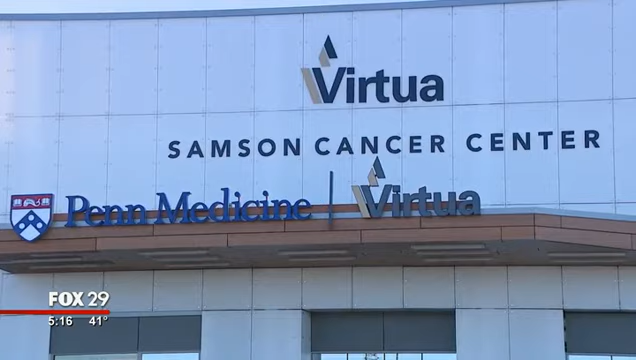 Virtua
SAMSON CANCER CENTER
Penn Medicine | Virtua
FOX 29
5:16 41°